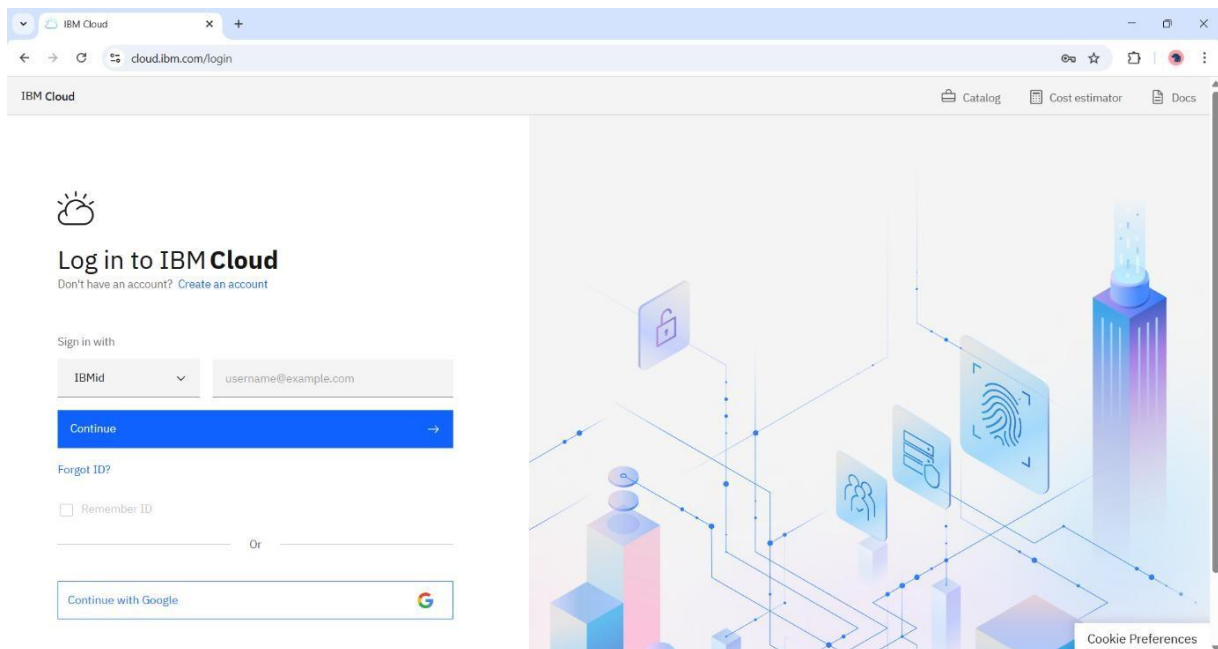 IBM Cloud
cloud.ibm.com/login
IBM Cloud
Catalog
Cost estimator
Docs
Log in to IBM Cloud
Don't have an account? Create an account
Sign in with
IBMid
username@example.com
Continue
Forgot ID?
Remember ID
Or
Continue with Google
Cookie Preferences